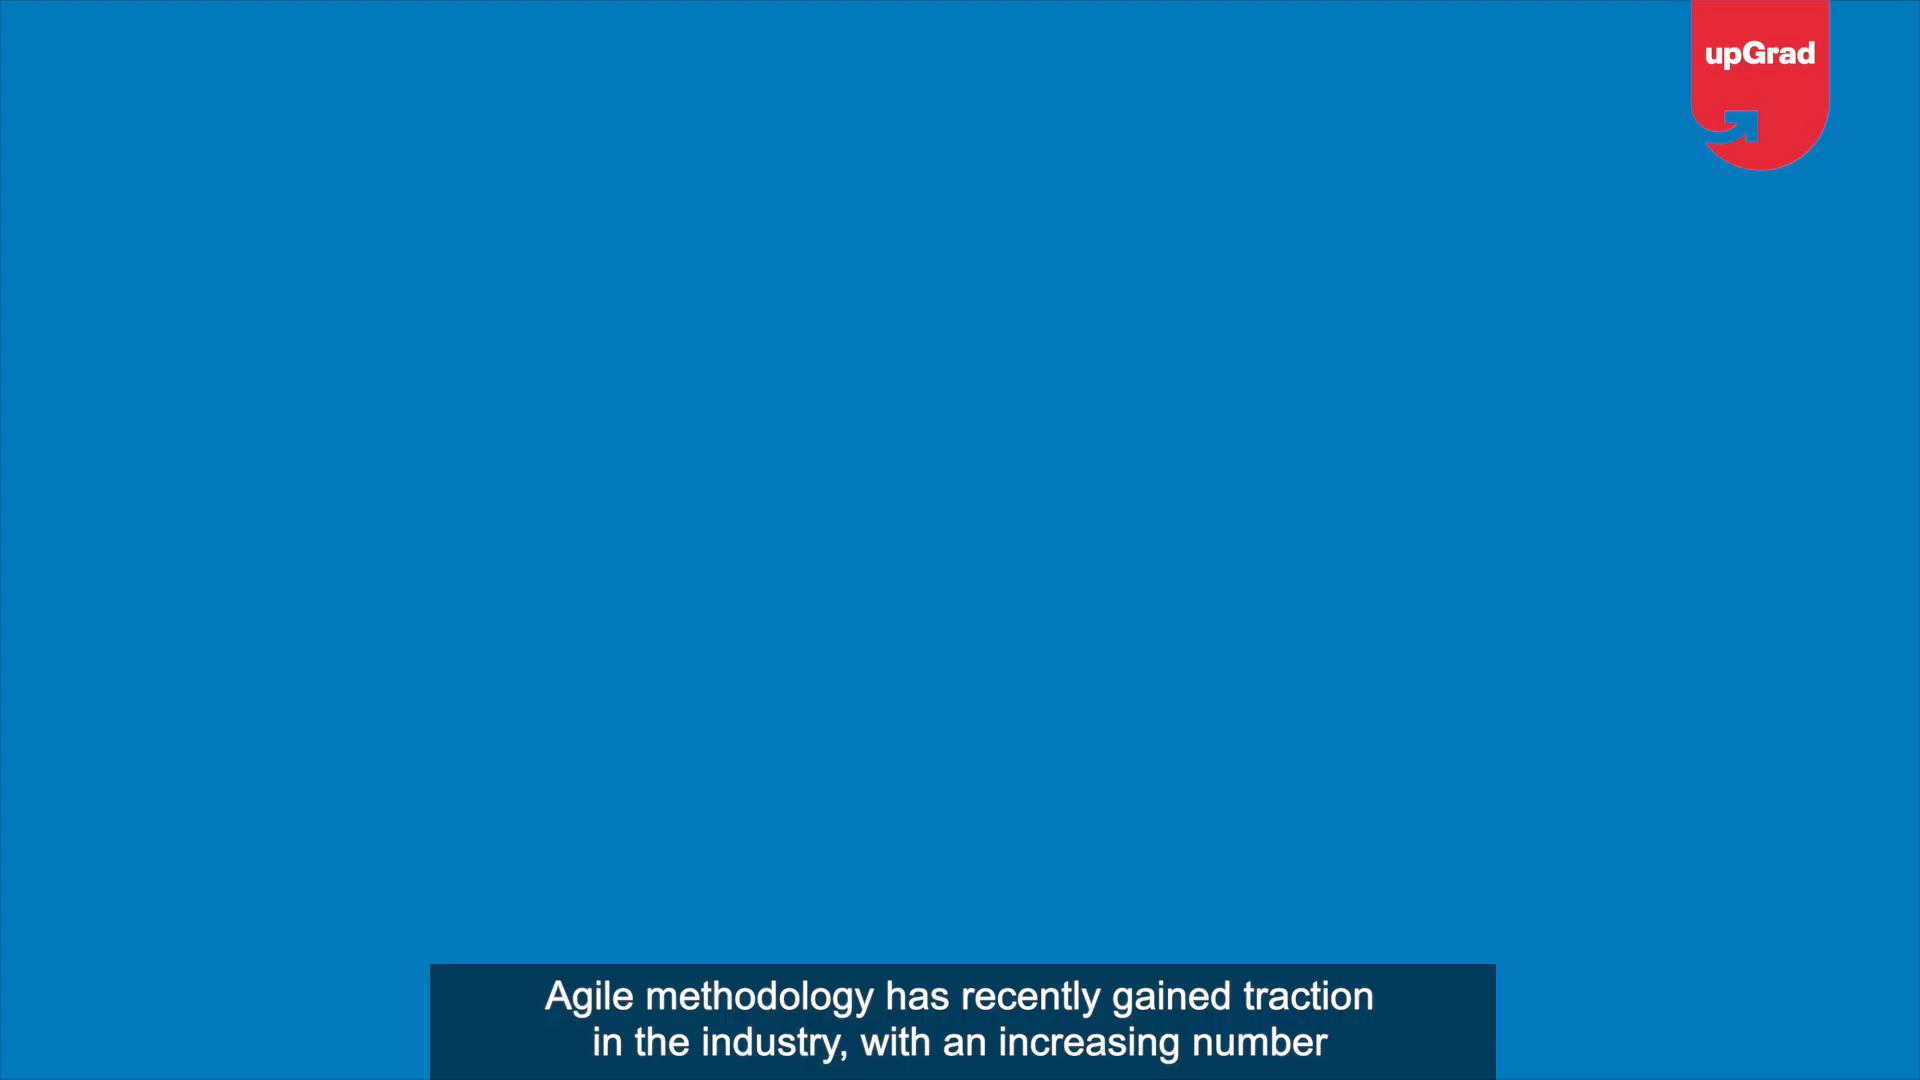 upGrad
Agile methodology has recently gained traction
in the industry, with an increasing number